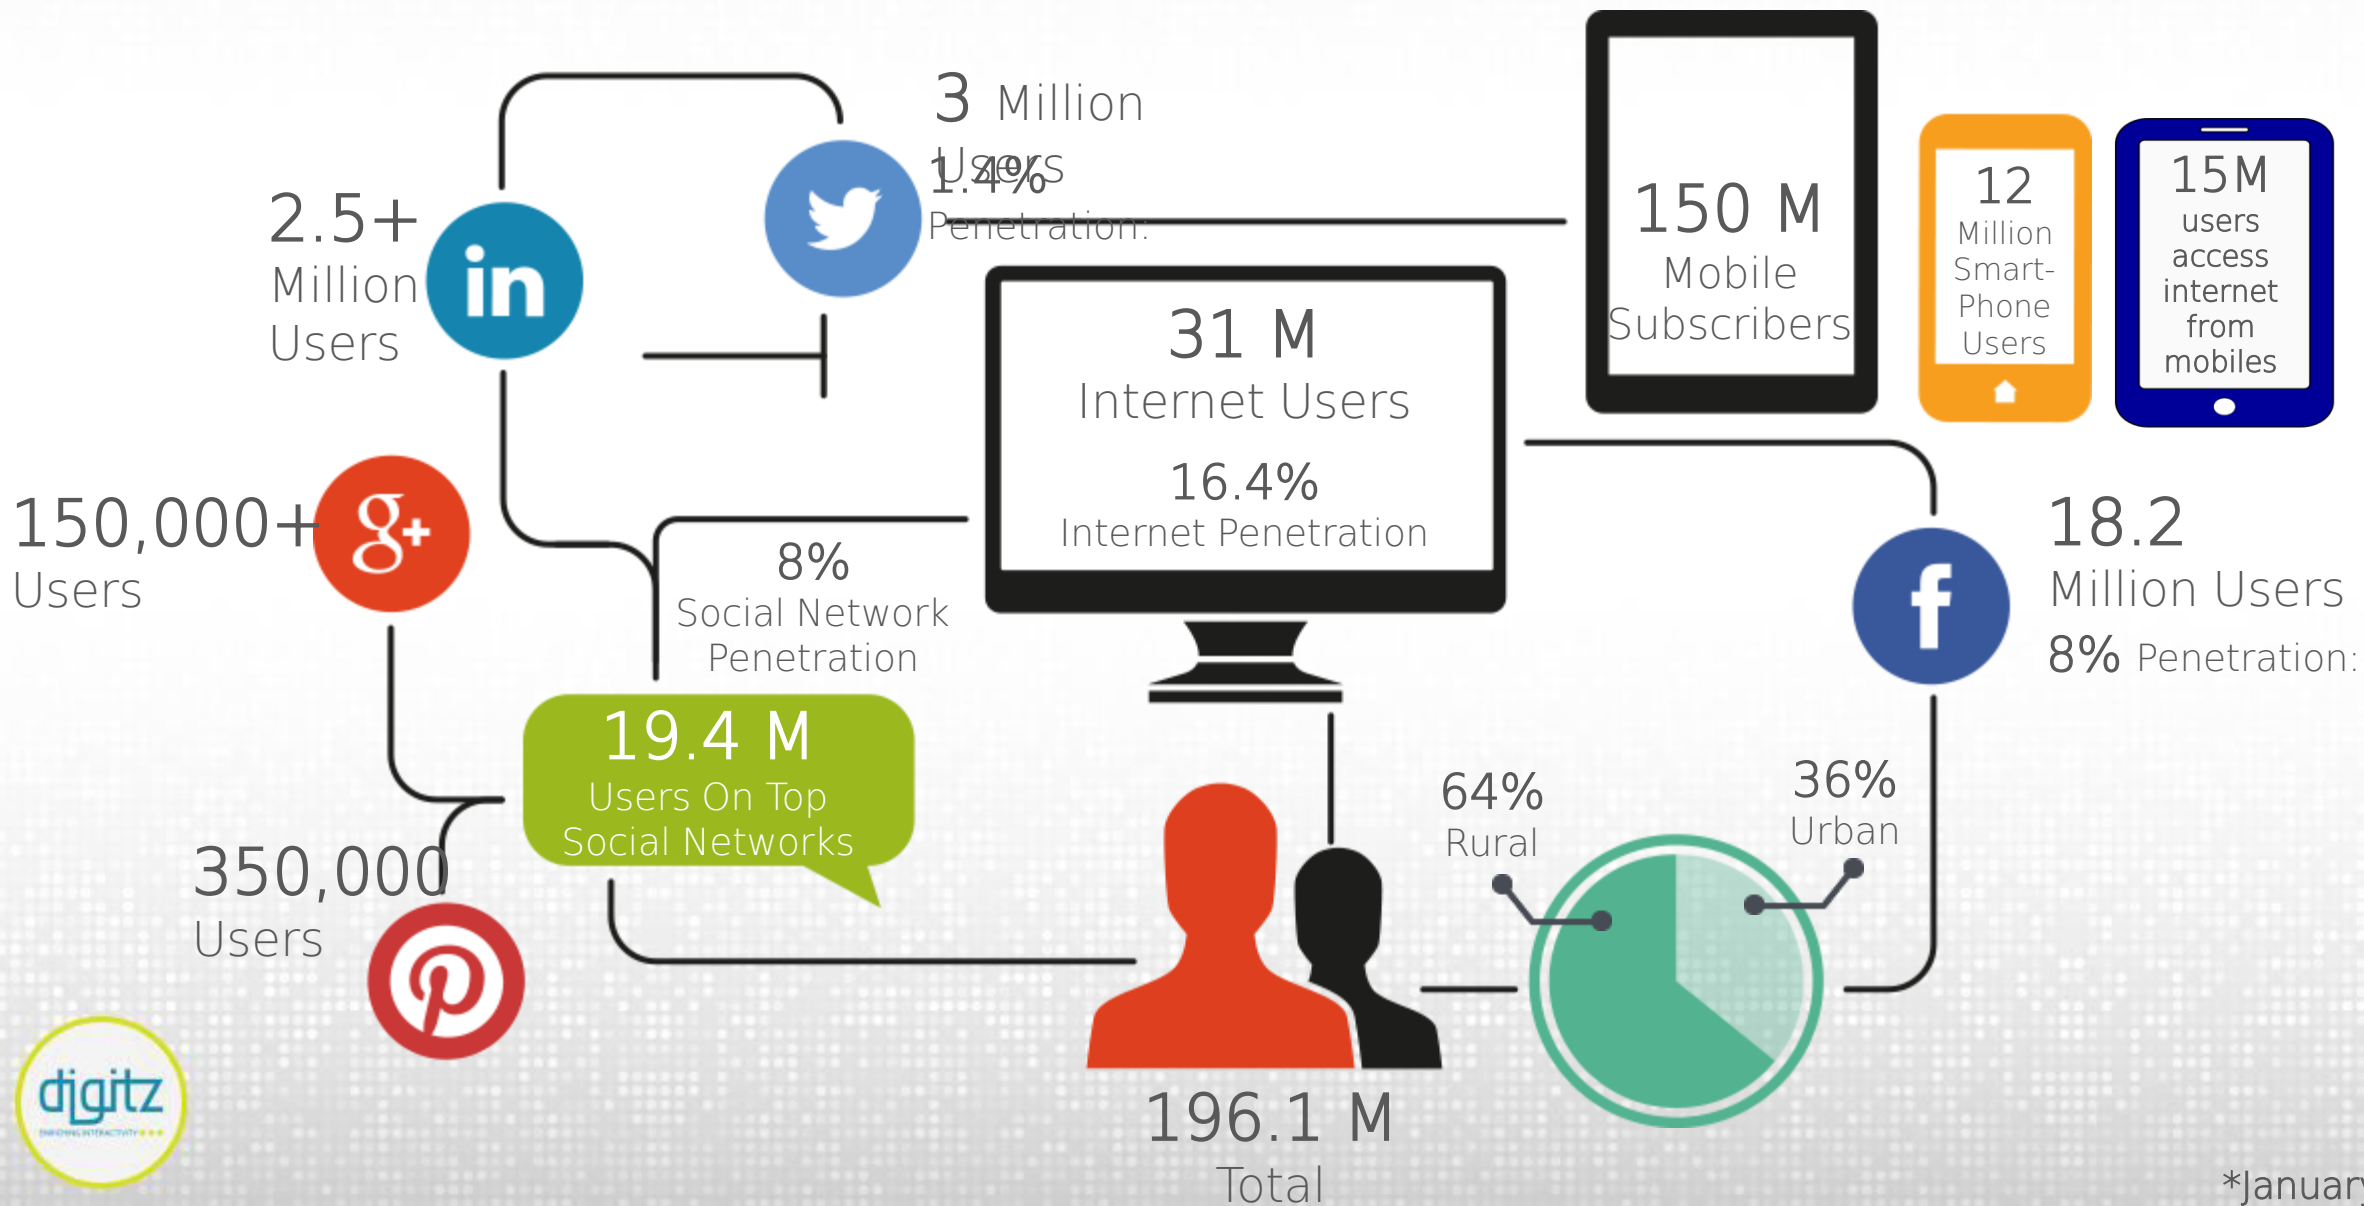 3 Million
Users
1.4%
Penetration:
2.5+
Million
Users
in
150 M
Mobile
Subscribers
12
Million
Smart-
Phone
Users
15M
users
access
internet
from
mobiles
31 M
Internet Users
16.4%
Internet Penetration
150,000+
Users
g+
8%
Social Network
Penetration
f
18.2
Million Users
8% Penetration:
19.4 M
Users On Top
Social Networks
64%
Rural
36%
Urban
350,000
Users
digitz
ENRICHING INTERACTIVITY
196.1 M
Total
*January